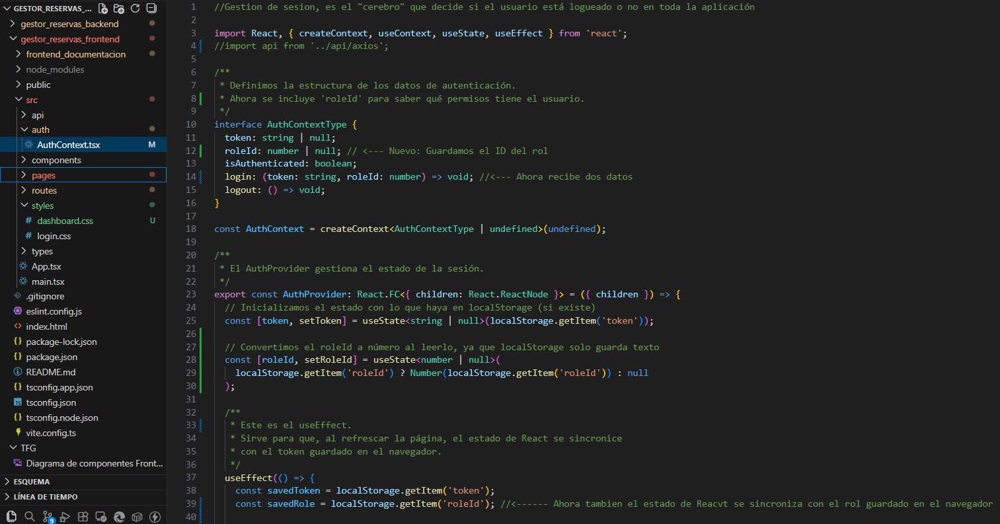 GESTOR_RESERVAS_...
gestor_reservas_backend
gestor_reservas_frontend
frontend_documentacion
node_modules
public
src
api
auth
AuthContext.tsx M
components
pages
routes
styles
# dashboard.css U
# login.css
types
App.tsx
main.tsx
.gitignore
eslint.config.js
<> index.html
{} package-lock.json
{} package.json
README.md
{} tsconfig.app.json
TS tsconfig.json
{} tsconfig.node.json
vite.config.ts
TFG
Diagrama de componentes Front...
ESQUEMA
LÍNEA DE TIEMPO
9
1 //Gestion de sesion, es el "cerebro" que decide si el usuario está logueado o no en toda la aplicación
2
3 import React, { createContext, useContext, useState, useEffect } from 'react';
4 //import api from '../api/axios';
5
6 /**
7  * Definimos la estructura de los datos de autenticación.
8  * Ahora se incluye 'roleId' para saber qué permisos tiene el usuario.
9  */
10 interface AuthContextType {
11   token: string | null;
12   roleId: number | null; // <--- Nuevo: Guardamos el ID del rol
13   isAuthenticated: boolean;
14   login: (token: string, roleId: number) => void; //<--- Ahora recibe dos datos
15   logout: () => void;
16 }
17
18 const AuthContext = createContext<AuthContextType | undefined>(undefined);
19
20 /**
21  * El AuthProvider gestiona el estado de la sesión.
22  */
23 export const AuthProvider: React.FC<{ children: React.ReactNode }> = ({ children }) => {
24   // Inicializamos el estado con lo que haya en localStorage (si existe)
25   const [token, setToken] = useState<string | null>(localStorage.getItem('token'));
26
27   // Convertimos el roleId a número al leerlo, ya que localStorage solo guarda texto
28   const [roleId, setRoleId] = useState<number | null>(
29     localStorage.getItem('roleId') ? Number(localStorage.getItem('roleId')) : null
30   );
31
32   /**
33    * Este es el useEffect.
34    * Sirve para que, al refrescar la página, el estado de React se sincronice
35    * con el token guardado en el navegador.
36    */
37   useEffect(() => {
38     const savedToken = localStorage.getItem('token');
39     const savedRole = localStorage.getItem('roleId'); //<------ Ahora tambien el estado de Reacvt se sincroniza con el rol guardado en el navegador
40